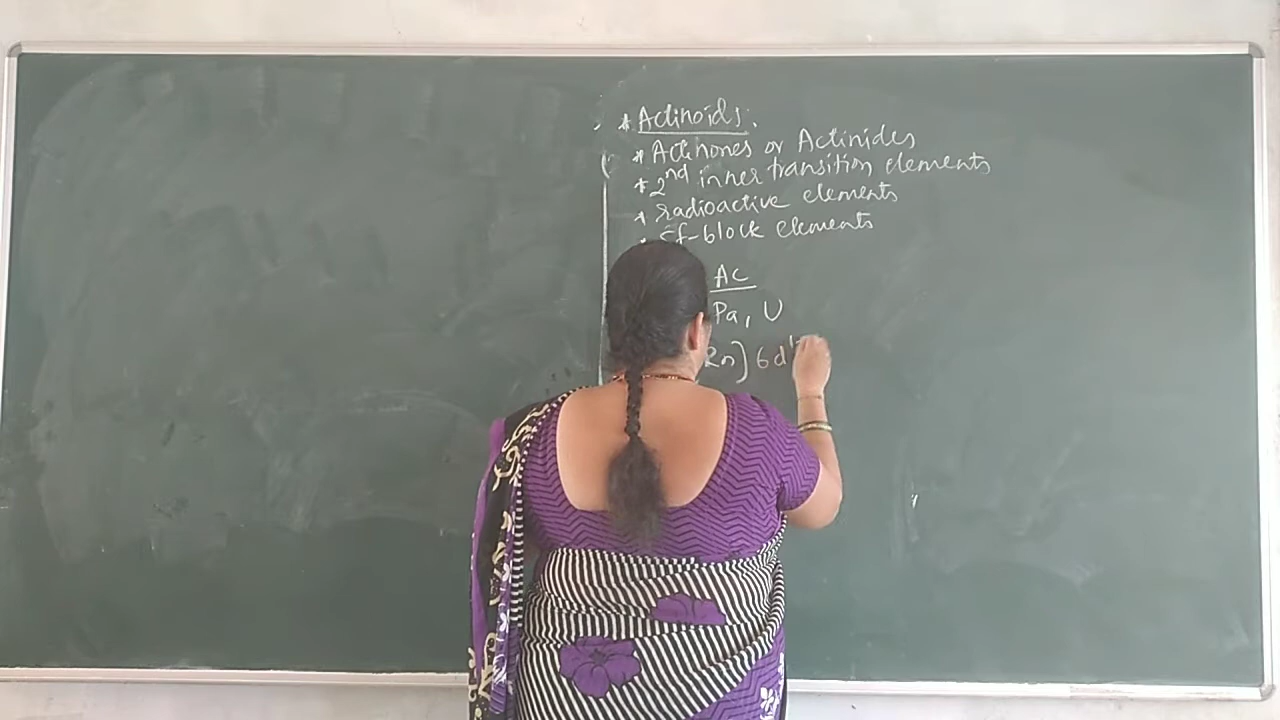 * Actinoids:
* Actinones or Actinides
* 2nd inner transition elements
* radioactive elements
5f-block elements
Ac
Pa, U
Rn] 6d